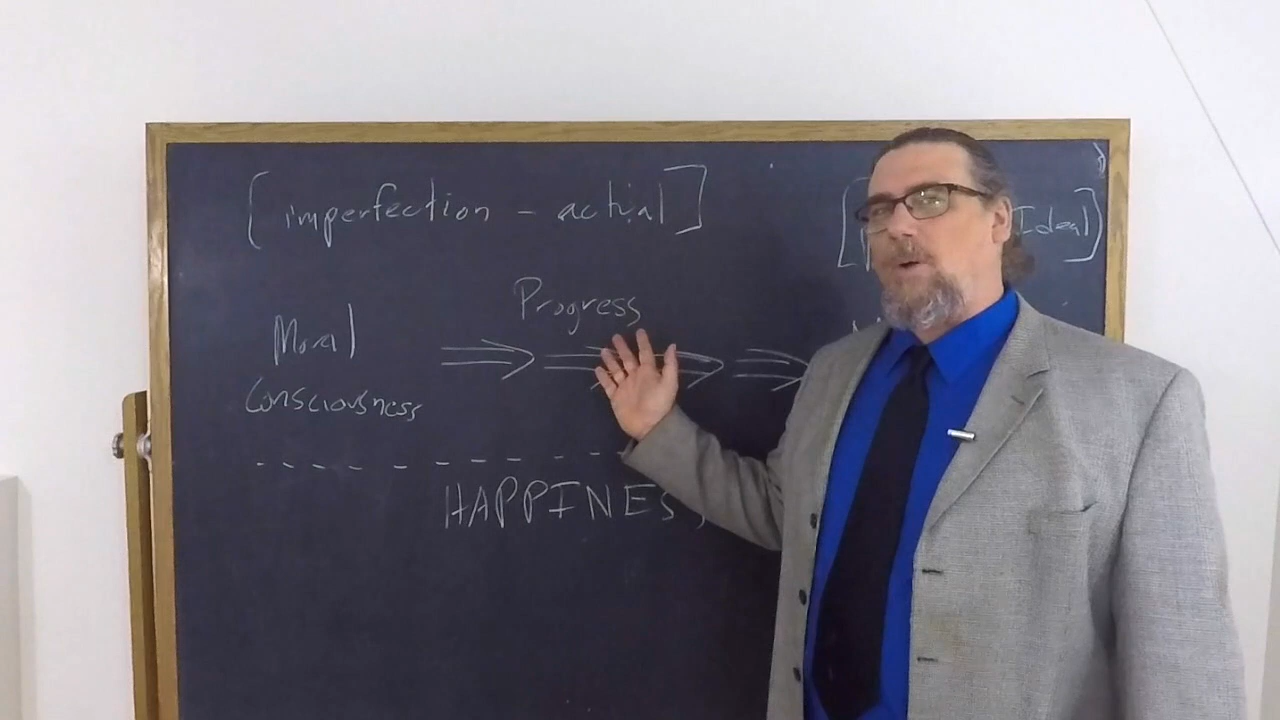 [imperfection - actual]
Ideal)
Progress
Moral
Consciousness
HAPPINESS